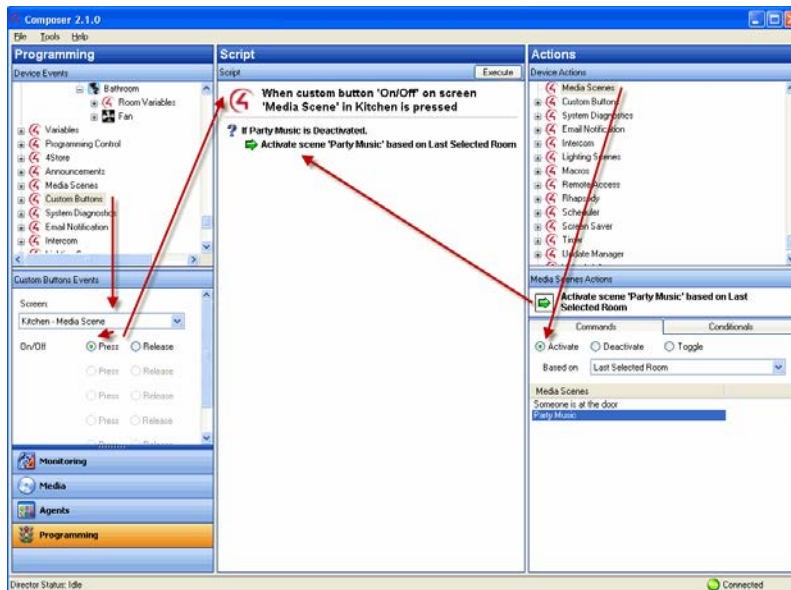 Composer 2.1.0
File Tools Help
Programming
Device Events
Bathroom
Room Variables
Fan
Variables
Programming Control
4Store
Announcements
Media Scenes
Custom Buttons
System Diagnostics
Email Notification
Intercom
Custom Buttons Events
Screen:
Kitchen - Media Scene
On/Off Press Release
Press Release
Press Release
Press Release
Press Release
Monitoring
Media
Agents
Programming
Director Status: Idle
Script
Script Execute
When custom button 'On/Off' on screen
'Media Scene' in Kitchen is pressed
? If Party Music is Deactivated.
Activate scene 'Party Music' based on Last Selected Room
Actions
Device Actions
Media Scenes
Custom Buttons
System Diagnostics
Email Notification
Intercom
Lighting Scenes
Macros
Remote Access
Rhapsody
Scheduler
Screen Saver
Timer
Update Manager
Media Scenes Actions
Activate scene 'Party Music' based on Last
Selected Room
Commands Conditionals
Activate Deactivate Toggle
Based on Last Selected Room
Media Scenes
Someone is at the door
Party Music
Connected